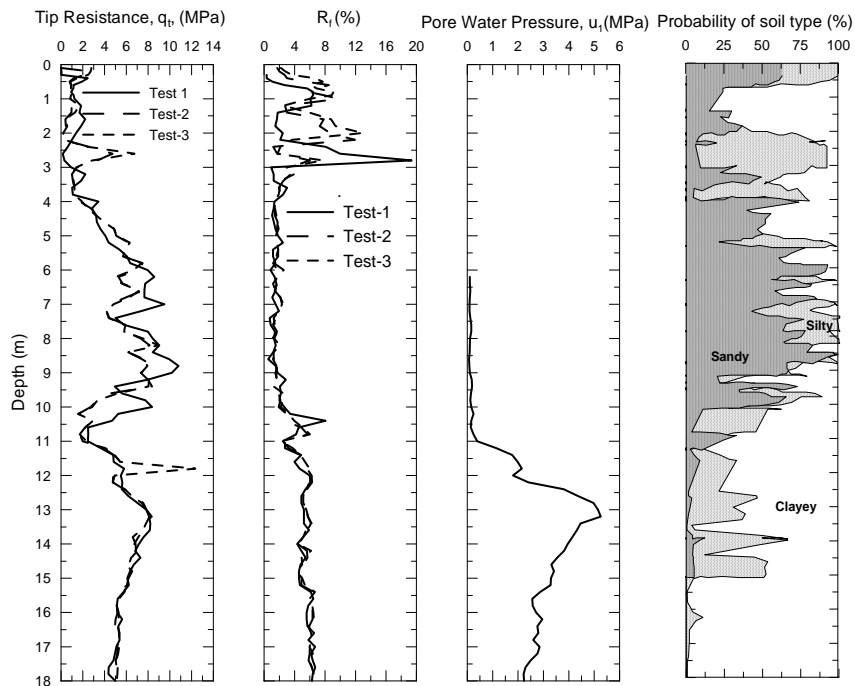 Tip Resistance, qt, (MPa)
0 2 4 6 8 10 12 14
Rf (%)
0 4 8 12 16 20
Pore Water Pressure, u1(MPa)
0 1 2 3 4 5 6
Probability of soil type (%)
0 25 50 75 100
Depth (m)
0
1
2
3
4
5
6
7
8
9
10
11
12
13
14
15
16
17
18
Test 1
Test-2
Test-3
Test-1
Test-2
Test-3
Silty
Sandy
Clayey